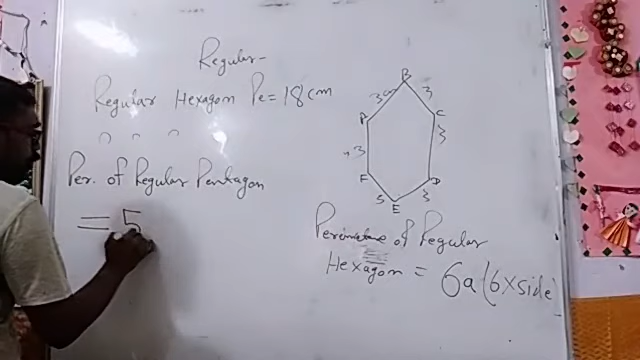 Regular-
Regular Hexagon Pe = 18 cm
Per. of Regular Pentagon
= 5
B
3 cm 3
A C
3 3
F D
3 3
E
Perimeter of Regular
Hexagon = 6a (6 x side)